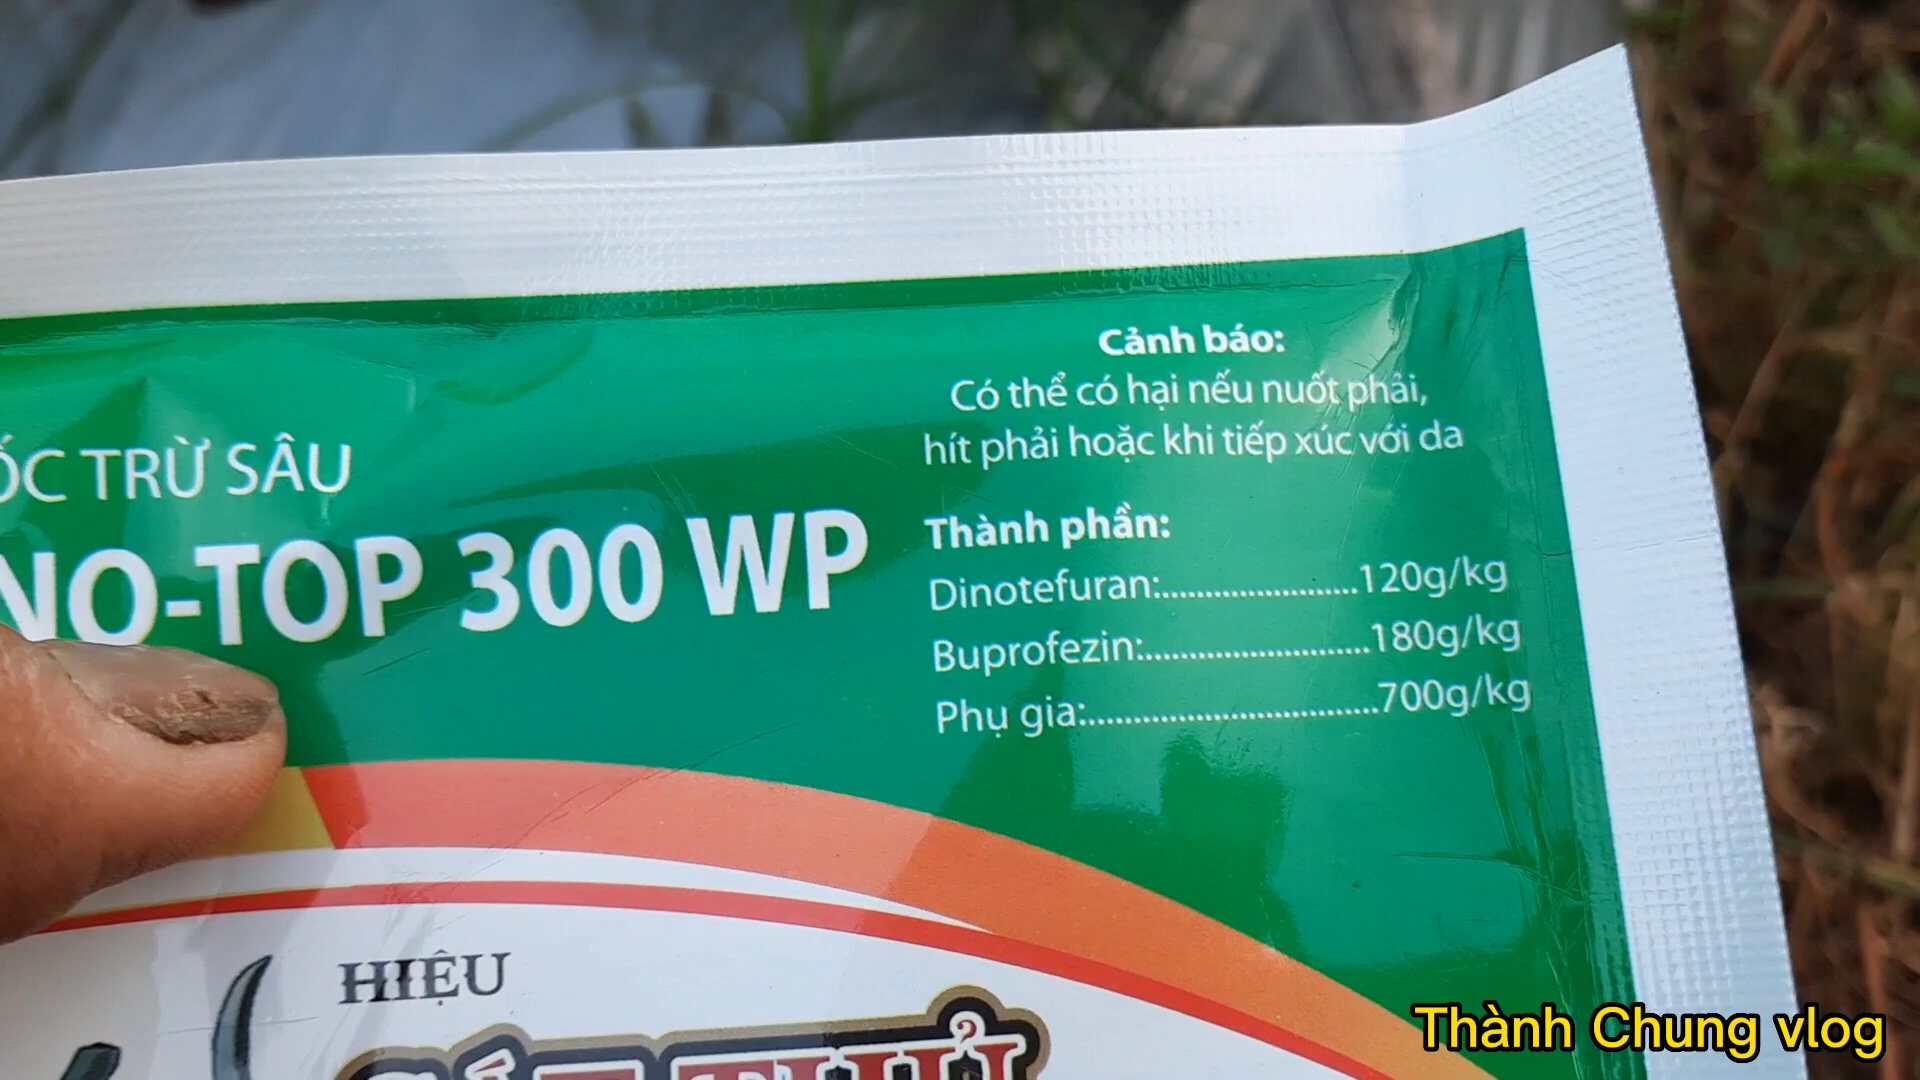 ỐC TRỪ SÂU
NO-TOP 300 WP
Cảnh báo:
Có thể có hại nếu nuốt phải,
hít phải hoặc khi tiếp xúc với da
Thành phần:
Dinotefuran:......................120g/kg
Buprofezin:.........................180g/kg
Phụ gia:................................700g/kg
HIỆU
Thành Chung vlog